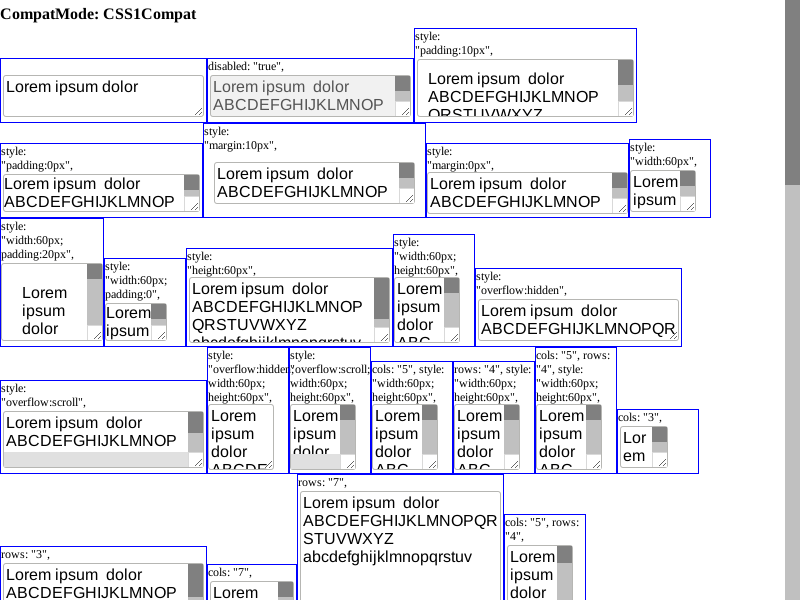 CompatMode: CSS1Compat
Lorem ipsum dolor
disabled: "true",
Lorem ipsum  dolor
ABCDEFGHIJKLMNOP
style:
"padding:10px",
Lorem ipsum  dolor
ABCDEFGHIJKLMNOP
QRSTUVWXYZ
style:
"padding:0px",
Lorem ipsum  dolor
ABCDEFGHIJKLMNOP
style:
"margin:10px",
Lorem ipsum  dolor
ABCDEFGHIJKLMNOP
style:
"margin:0px",
Lorem ipsum  dolor
ABCDEFGHIJKLMNOP
style:
"width:60px",
Lorem
ipsum
style:
"width:60px;
padding:20px",
Lorem
ipsum
dolor
style:
"width:60px;
padding:0",
Lorem
ipsum
style:
"height:60px",
Lorem ipsum  dolor
ABCDEFGHIJKLMNOP
QRSTUVWXYZ
abcdefghijklmnopqrstuv
style:
"width:60px;
height:60px",
Lorem
ipsum
dolor
ABC
style:
"overflow:hidden",
Lorem ipsum  dolor
ABCDEFGHIJKLMNOPQR
style:
"overflow:scroll",
Lorem ipsum  dolor
ABCDEFGHIJKLMNOP
style:
"overflow:hidden;
width:60px;
height:60px",
Lorem
ipsum
dolor
ABCDE
style:
"overflow:scroll;
width:60px;
height:60px",
Lorem
ipsum
dolor
cols: "5", style:
"width:60px;
height:60px",
Lorem
ipsum
dolor
ABC
rows: "4", style:
"width:60px;
height:60px",
Lorem
ipsum
dolor
ABC
cols: "5", rows:
"4", style:
"width:60px;
height:60px",
Lorem
ipsum
dolor
ABC
cols: "3",
Lor
em
rows: "3",
Lorem ipsum  dolor
ABCDEFGHIJKLMNOP
cols: "7",
Lorem
rows: "7",
Lorem ipsum  dolor
ABCDEFGHIJKLMNOPQR
STUVWXYZ
abcdefghijklmnopqrstuv
cols: "5", rows:
"4",
Lorem
ipsum
dolor